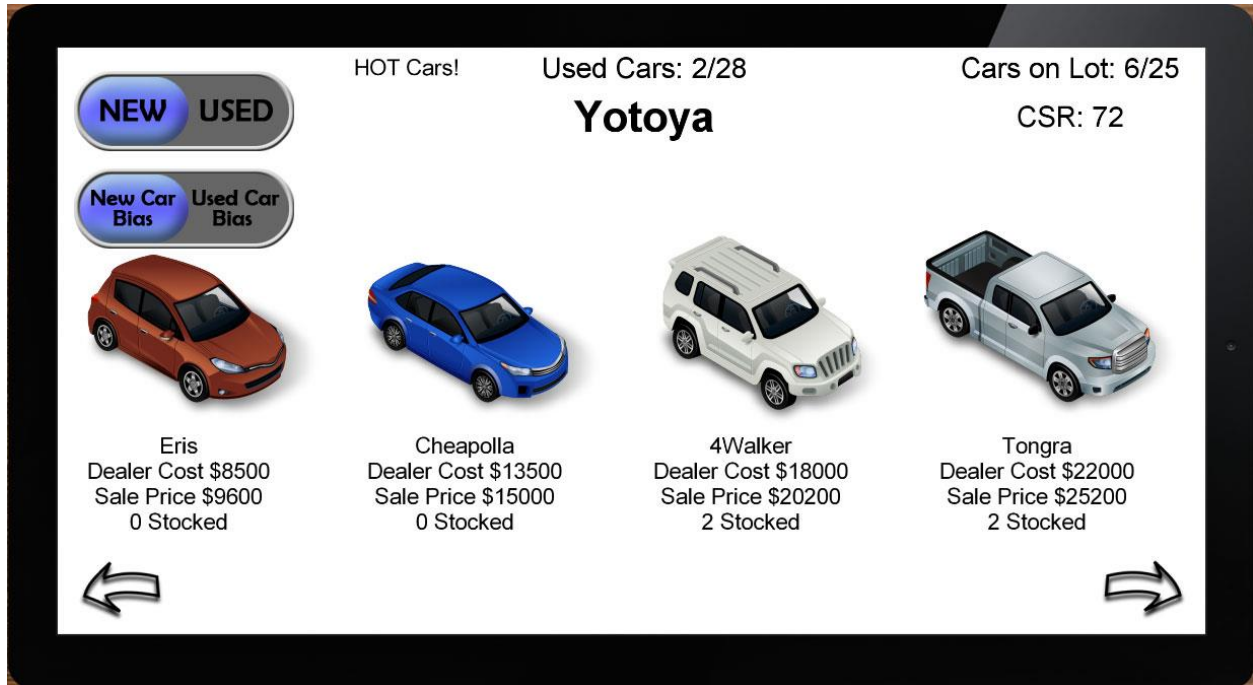 HOT Cars!
Used Cars: 2/28
Cars on Lot: 6/25
NEW USED
Yotoya
CSR: 72
New Car Bias
Used Car Bias
Eris
Dealer Cost $8500
Sale Price $9600
0 Stocked
Cheapolla
Dealer Cost $13500
Sale Price $15000
0 Stocked
4Walker
Dealer Cost $18000
Sale Price $20200
2 Stocked
Tongra
Dealer Cost $22000
Sale Price $25200
2 Stocked